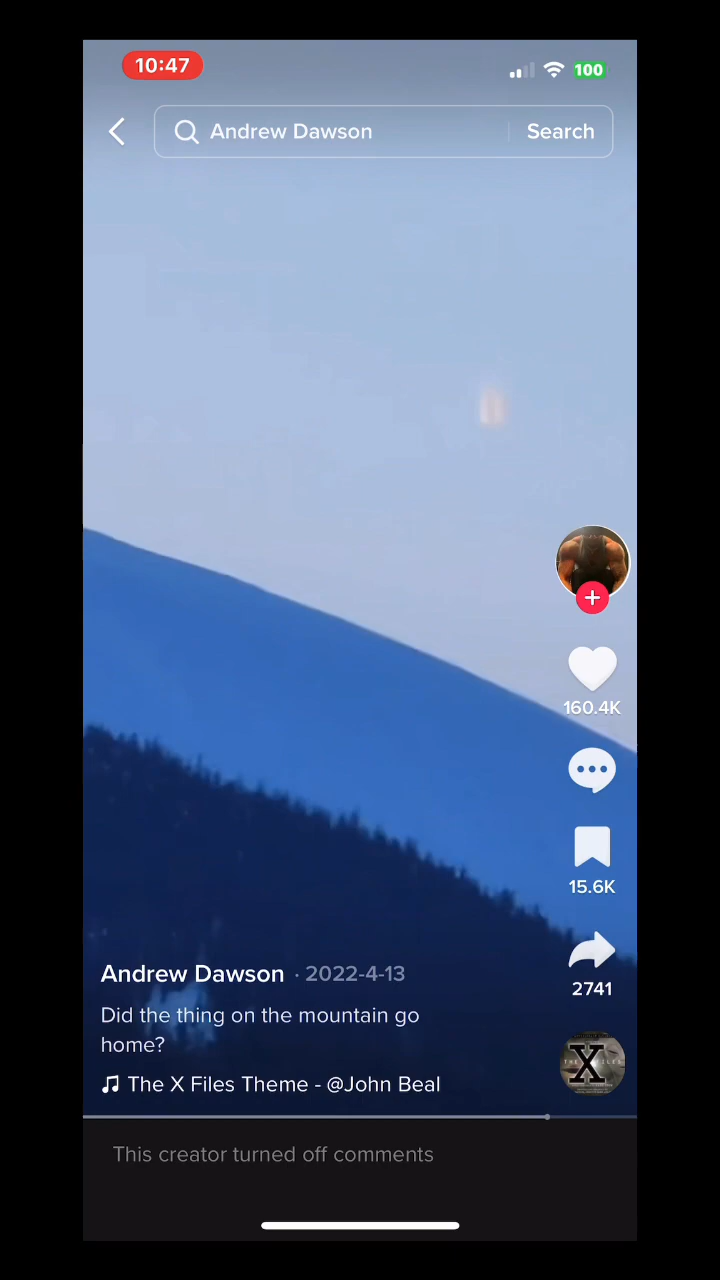 10:47
100
Andrew Dawson
Search
160.4K
15.6K
2741
Andrew Dawson · 2022-4-13
Did the thing on the mountain go
home?
The X Files Theme - @John Beal
X
This creator turned off comments